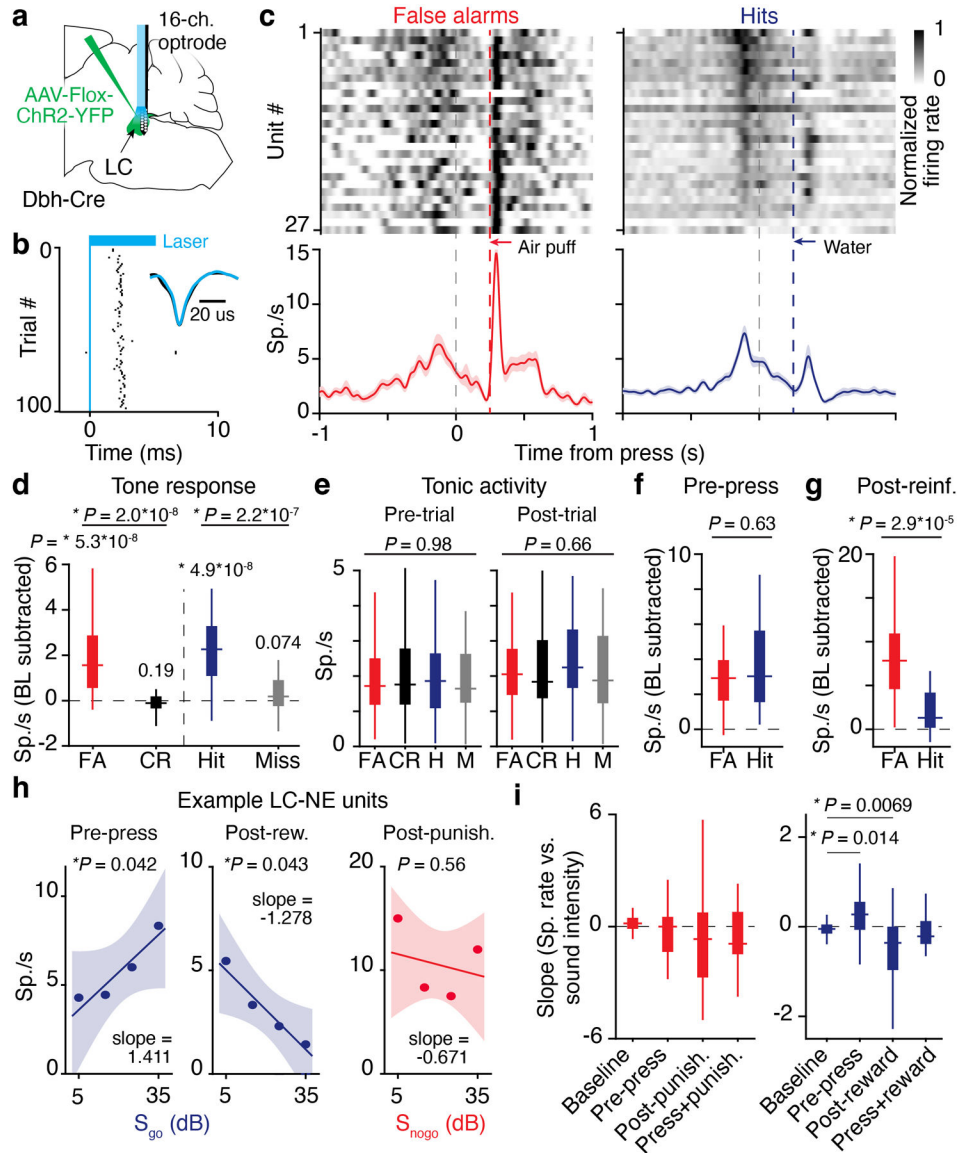 a
16-ch.
optrode
AAV-Flox-
ChR2-YFP
LC
Dbh-Cre
b
Laser
0
Trial #
20 us
100
0
10
Time (ms)
c
False alarms
Hits
1
Unit #
27
0
1
Normalized
firing rate
Air puff
Water
15
10
5
0
Sp./s
-1
0
1
Time from press (s)
d
Tone response
* P = 2.0*10-8
* P = 2.2*10-7
P = * 5.3*10-8
* 4.9*10-8
0.19
0.074
6
4
2
0
-2
Sp./s (BL subtracted)
FA
CR
Hit
Miss
e
Tonic activity
Pre-trial
Post-trial
P = 0.98
P = 0.66
5
0
Sp./s
FA
CR
H
M
FA
CR
H
M
f
Pre-press
P = 0.63
10
0
Sp./s (BL subtracted)
FA
Hit
g
Post-reinf.
* P = 2.9*10-5
20
0
Sp./s (BL subtracted)
FA
Hit
h
Example LC-NE units
Pre-press
Post-rew.
Post-punish.
*P = 0.042
*P = 0.043
P = 0.56
10
5
0
Sp./s
slope =
1.411
10
5
0
slope =
-1.278
20
10
0
slope =
-0.671
5
35
5
35
5
35
Sgo (dB)
Snogo (dB)
i
6
0
-6
Slope (Sp. rate vs.
sound intensity)
Baseline
Pre-press
Post-punish.
Press+punish.
* P = 0.0069
* P = 0.014
2
0
-2
Baseline
Pre-press
Post-reward
Press+reward